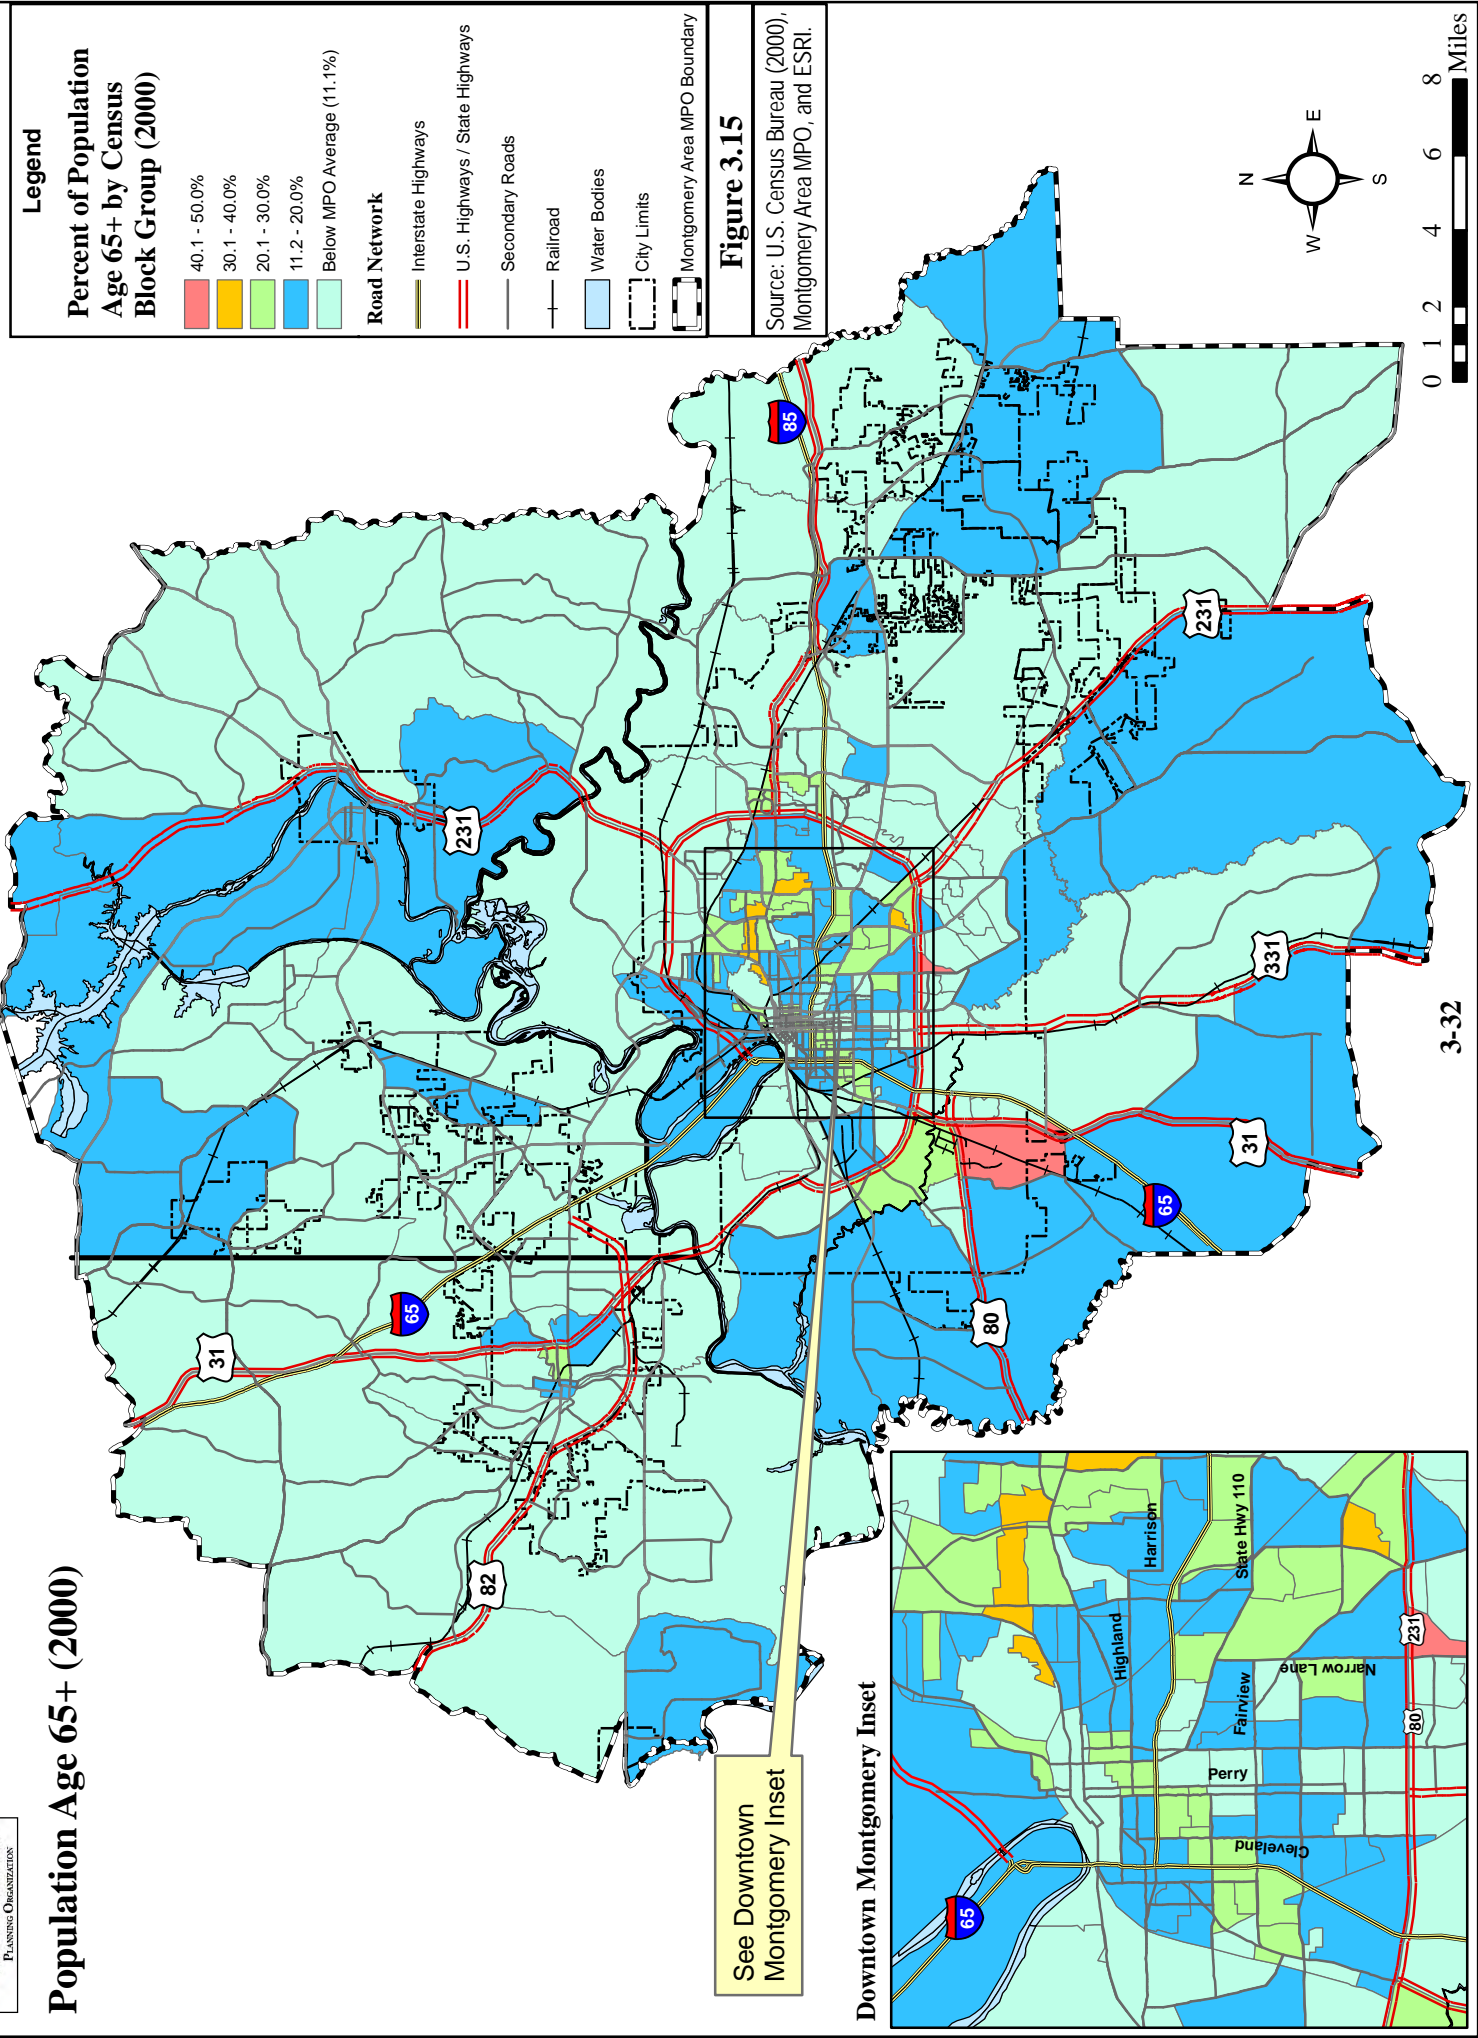 PLANNING ORGANIZATION
Population Age 65+ (2000)
Legend
Percent of Population
Age 65+ by Census
Block Group (2000)
40.1 - 50.0%
30.1 - 40.0%
20.1 - 30.0%
11.2 - 20.0%
Below MPO Average (11.1%)
Road Network
Interstate Highways
U.S. Highways / State Highways
Secondary Roads
Railroad
Water Bodies
City Limits
Montgomery Area MPO Boundary
Figure 3.15
Source: U.S. Census Bureau (2000),
Montgomery Area MPO, and ESRI.
31
65
82
231
85
231
331
31
65
80
See Downtown
Montgomery Inset
Downtown Montgomery Inset
65
Harrison
State Hwy 110
Highland
Fairview
Narrow Lane
Perry
Cleveland
231
80
N
W
E
S
0 1 2 4 6 8
Miles
3-32